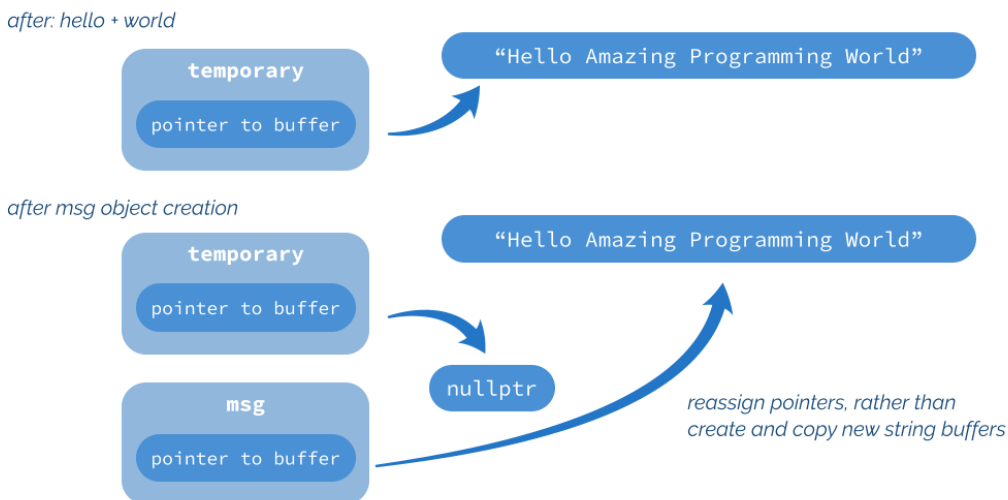 after: hello + world
temporary
pointer to buffer
“Hello Amazing Programming World”
after msg object creation
temporary
pointer to buffer
“Hello Amazing Programming World”
nullptr
msg
pointer to buffer
reassign pointers, rather than
create and copy new string buffers